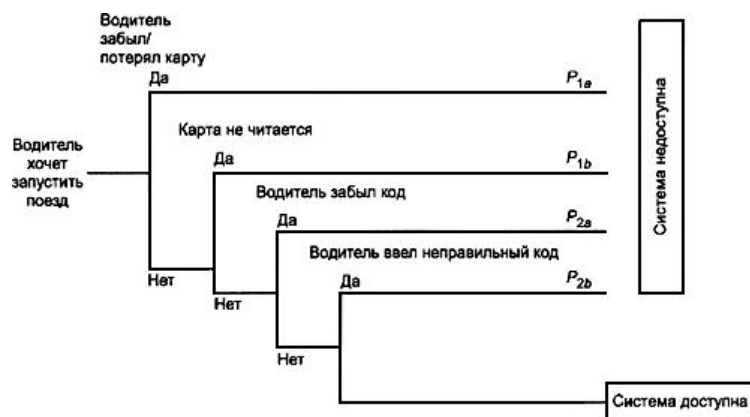 Водитель
забыл/
потерял карту
Да
P1a
Карта не читается
Водитель
хочет
запустить
поезд
Да
P1b
Водитель забыл код
Да
P2a
Водитель ввел неправильный код
Нет
Да
P2b
Нет
Нет
Система недоступна
Система доступна